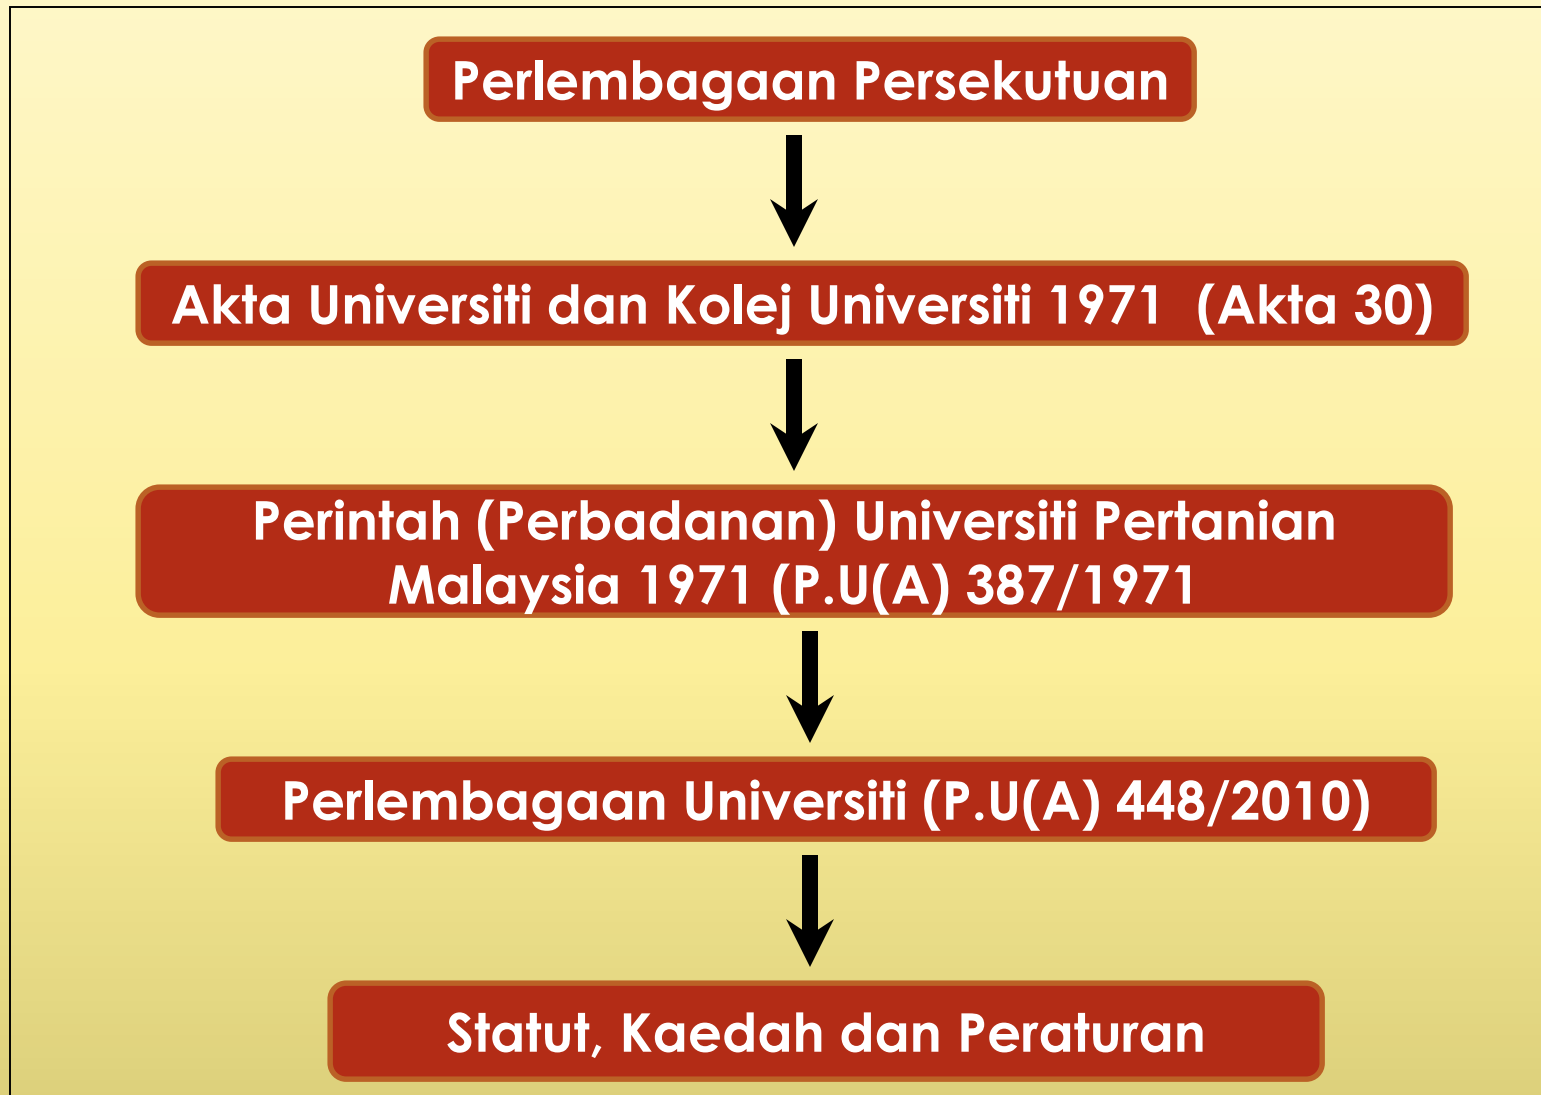 Perlembagaan Persekutuan
Akta Universiti dan Kolej Universiti 1971 (Akta 30)
Perintah (Perbadanan) Universiti Pertanian
Malaysia 1971 (P.U(A) 387/1971
Perlembagaan Universiti (P.U(A) 448/2010)
Statut, Kaedah dan Peraturan